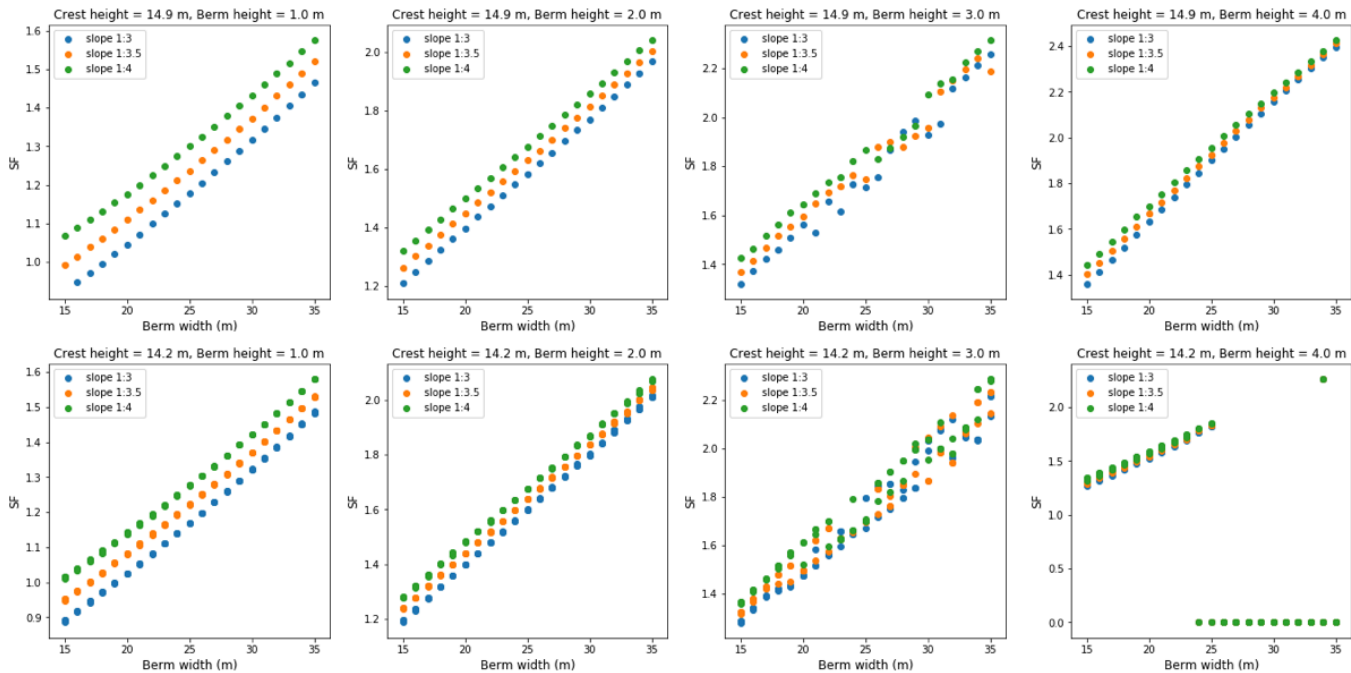 Crest height = 14.9 m, Berm height = 1.0 m
1.6
1.5
1.4
1.3
1.2
1.1
1.0
SF
slope 1:3
slope 1:3.5
slope 1:4
15
20
25
30
35
Berm width (m)
Crest height = 14.9 m, Berm height = 2.0 m
2.0
1.8
1.6
1.4
1.2
SF
slope 1:3
slope 1:3.5
slope 1:4
15
20
25
30
35
Berm width (m)
Crest height = 14.9 m, Berm height = 3.0 m
2.2
2.0
1.8
1.6
1.4
SF
slope 1:3
slope 1:3.5
slope 1:4
15
20
25
30
35
Berm width (m)
Crest height = 14.9 m, Berm height = 4.0 m
2.4
2.2
2.0
1.8
1.6
1.4
SF
slope 1:3
slope 1:3.5
slope 1:4
15
20
25
30
35
Berm width (m)
Crest height = 14.2 m, Berm height = 1.0 m
1.6
1.5
1.4
1.3
1.2
1.1
1.0
0.9
SF
slope 1:3
slope 1:3.5
slope 1:4
15
20
25
30
35
Berm width (m)
Crest height = 14.2 m, Berm height = 2.0 m
2.0
1.8
1.6
1.4
1.2
SF
slope 1:3
slope 1:3.5
slope 1:4
15
20
25
30
35
Berm width (m)
Crest height = 14.2 m, Berm height = 3.0 m
2.2
2.0
1.8
1.6
1.4
SF
slope 1:3
slope 1:3.5
slope 1:4
15
20
25
30
35
Berm width (m)
Crest height = 14.2 m, Berm height = 4.0 m
2.0
1.5
1.0
0.5
0.0
SF
slope 1:3
slope 1:3.5
slope 1:4
15
20
25
30
35
Berm width (m)